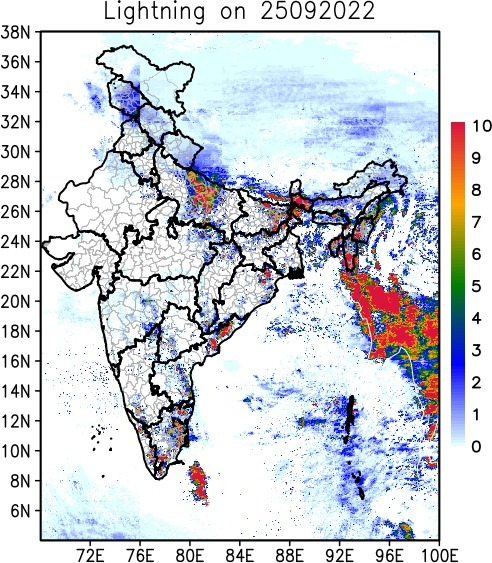 Lightning on 25092022
38N
36N
34N
32N
30N
28N
26N
24N
22N
20N
18N
16N
14N
12N
10N
8N
6N
72E 76E 80E 84E 88E 92E 96E 100E
10
9
8
7
6
5
4
3
2
1
0